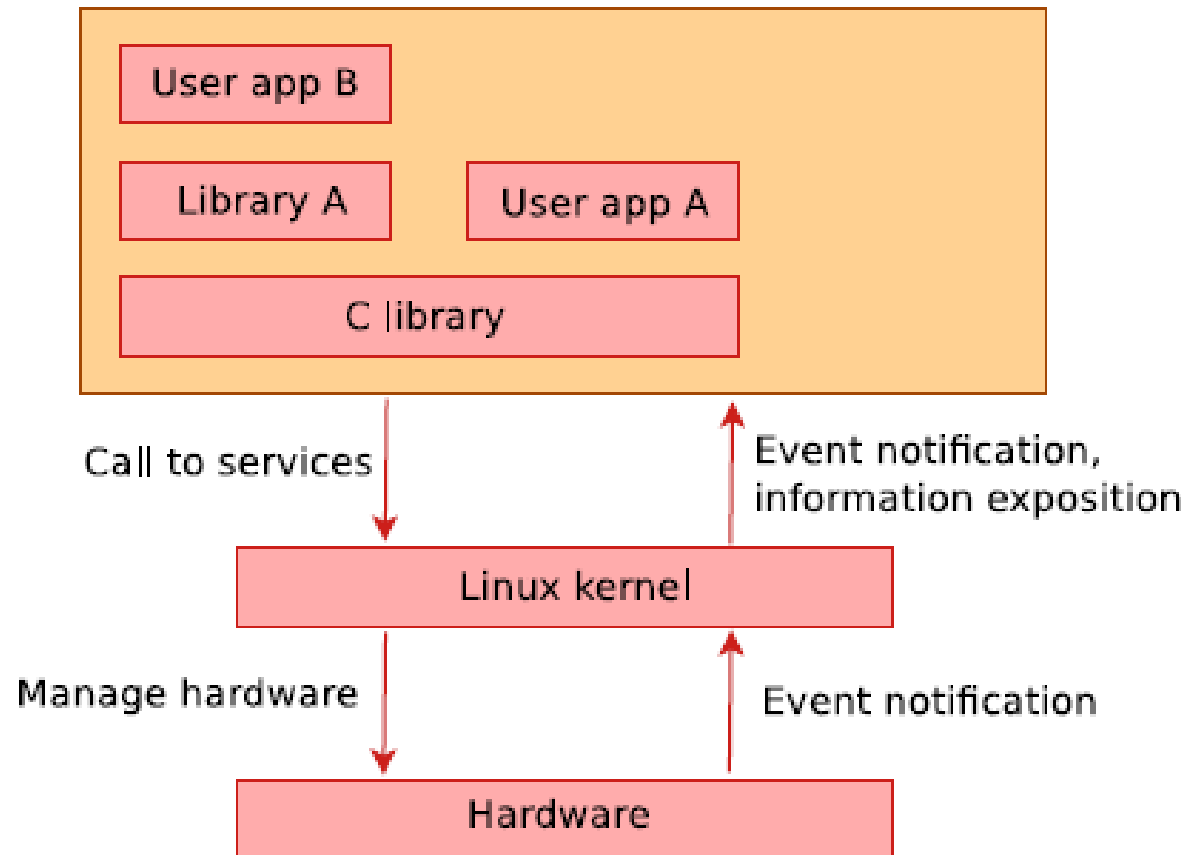 User app B
Library A
User app A
C library
Call to services
Event notification,
information exposition
Linux kernel
Manage hardware
Event notification
Hardware